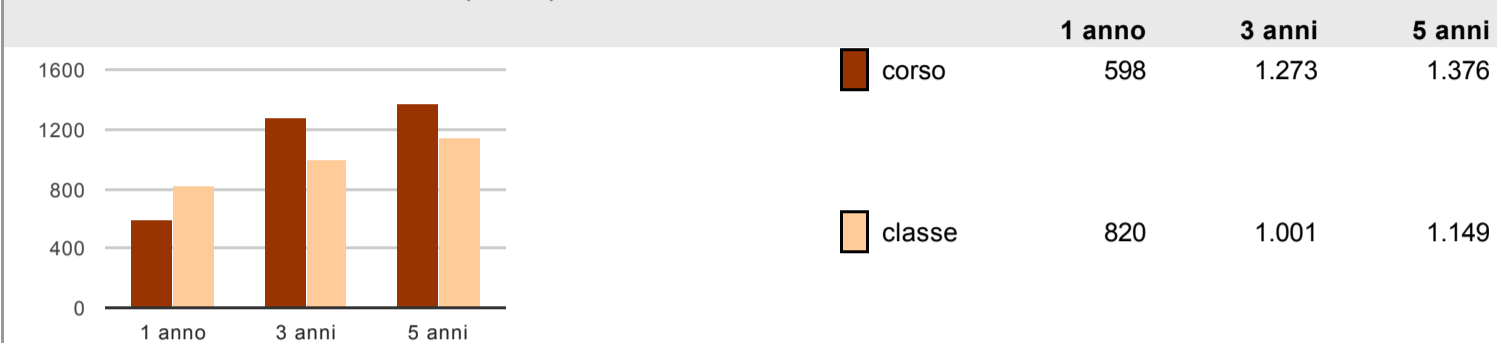 1 anno 3 anni 5 anni
1600
1200
800
400
0
1 anno 3 anni 5 anni
corso 598 1.273 1.376
classe 820 1.001 1.149